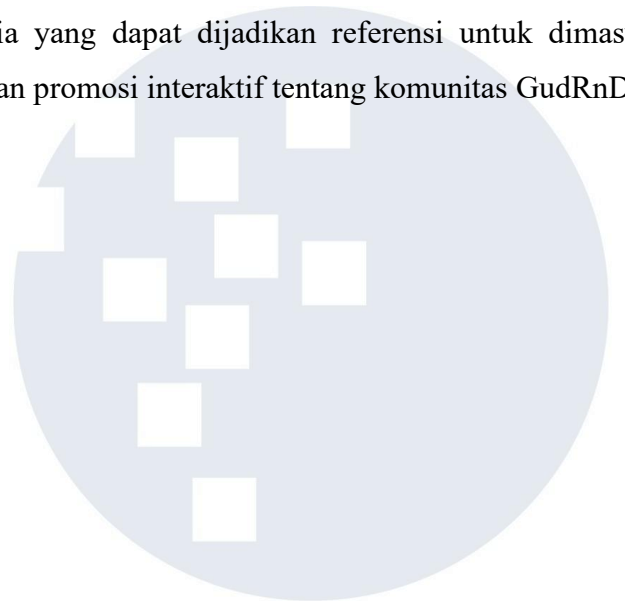 ia yang dapat dijadikan referensi untuk dimas
an promosi interaktif tentang komunitas GudRnD